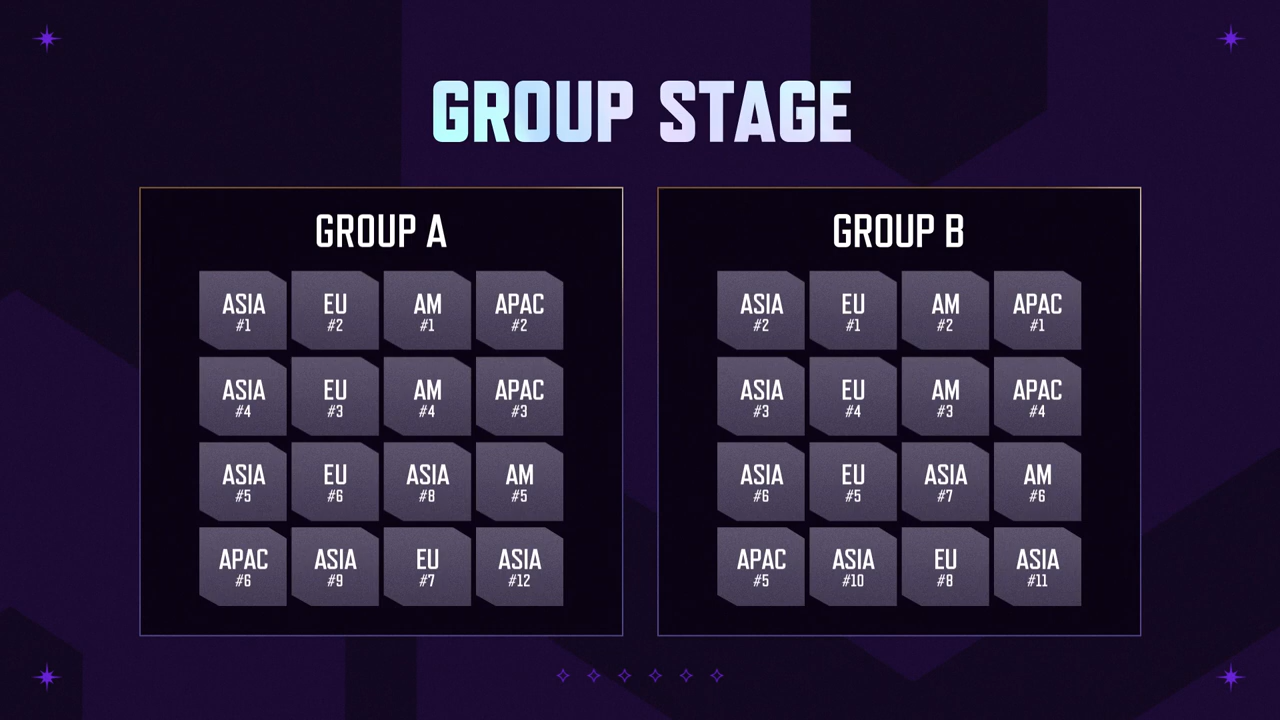 GROUP STAGE
GROUP A
ASIA EU AM APAC
#1 #2 #1 #2
ASIA EU AM APAC
#4 #3 #4 #3
ASIA EU ASIA AM
#5 #6 #8 #5
APAC ASIA EU ASIA
#6 #9 #7 #12
GROUP B
ASIA EU AM APAC
#2 #1 #2 #1
ASIA EU AM APAC
#3 #4 #3 #4
ASIA EU ASIA AM
#6 #5 #7 #6
APAC ASIA EU ASIA
#5 #10 #8 #11